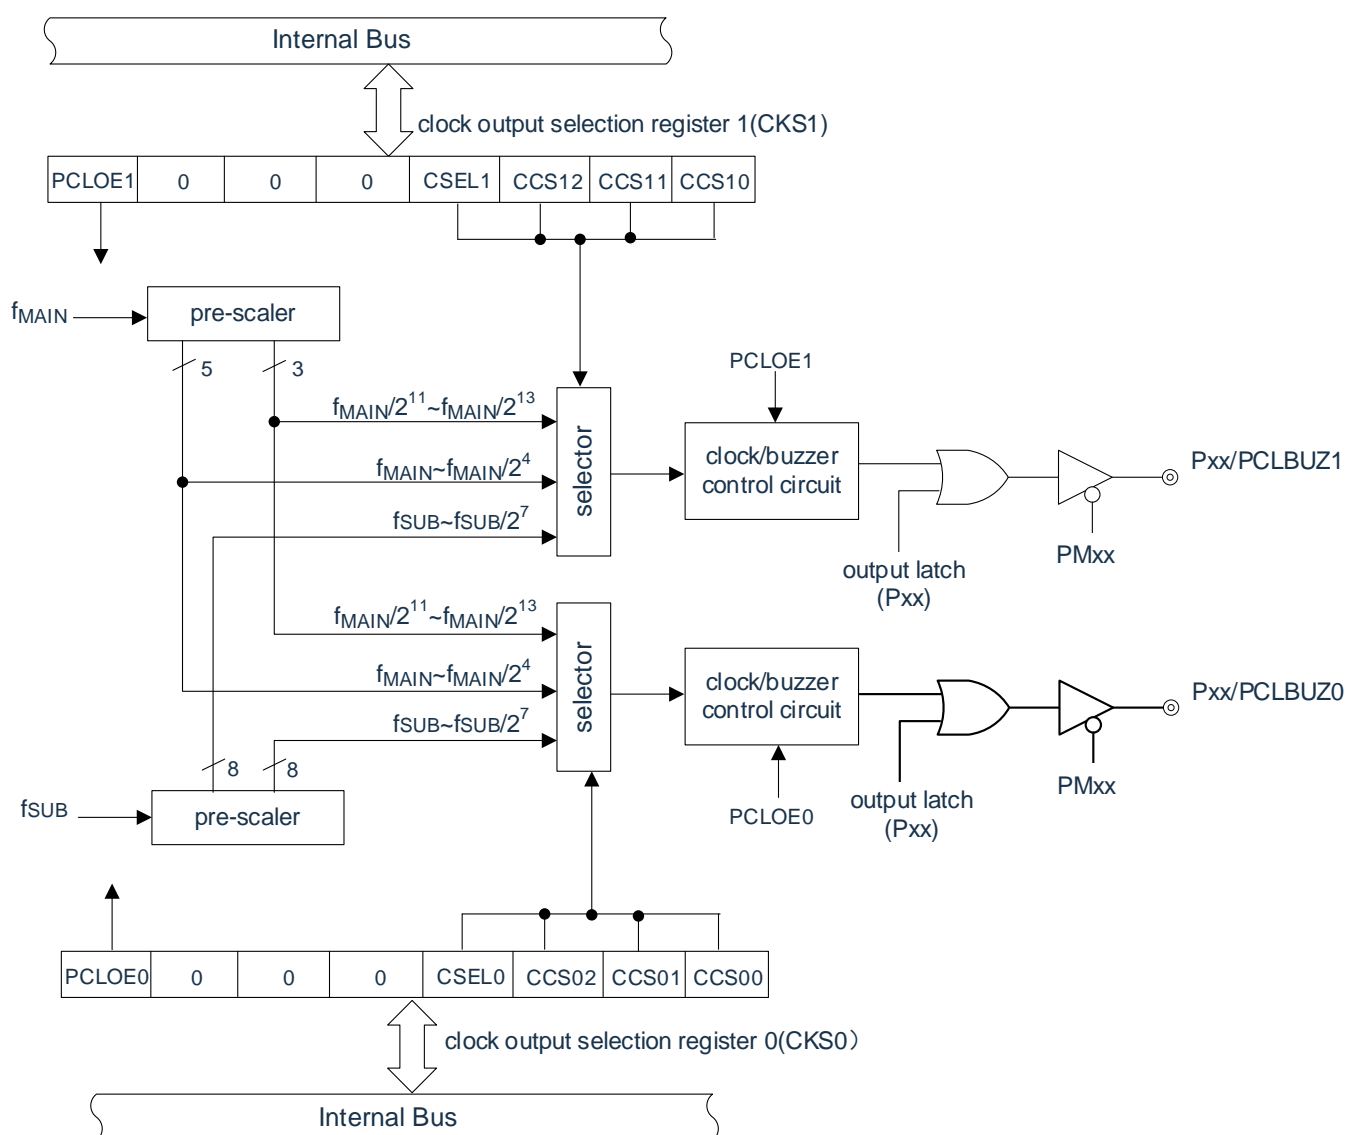 Internal Bus
clock output selection register 1(CKS1)
PCLOE1 0 0 0 CSEL1 CCS12 CCS11 CCS10
fMAIN
pre-scaler
5
3
PCLOE1
fMAIN/2^11~fMAIN/2^13
fMAIN~fMAIN/2^4
fSUB~fSUB/2^7
selector
clock/buzzer
control circuit
Pxx/PCLBUZ1
output latch
(Pxx)
PMxx
fMAIN/2^11~fMAIN/2^13
fMAIN~fMAIN/2^4
fSUB~fSUB/2^7
selector
clock/buzzer
control circuit
Pxx/PCLBUZ0
8
8
fSUB
pre-scaler
PCLOE0
output latch
(Pxx)
PMxx
PCLOE0 0 0 0 CSEL0 CCS02 CCS01 CCS00
clock output selection register 0(CKS0）
Internal Bus